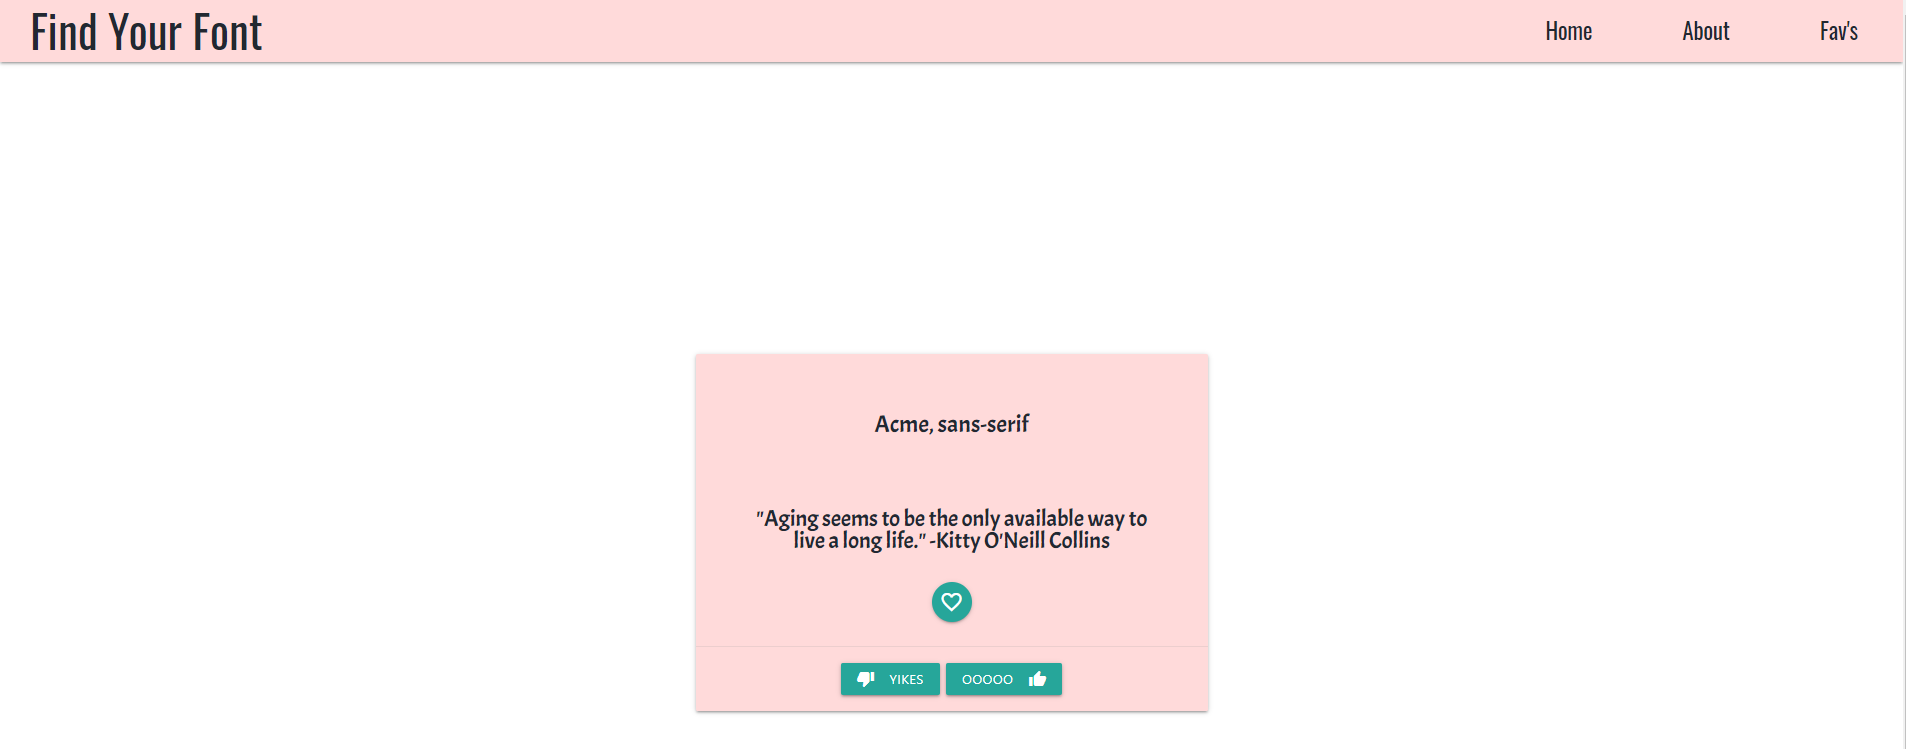 Find Your Font
Home
About
Fav's
Acme, sans-serif
"Aging seems to be the only available way to
live a long life." -Kitty O'Neill Collins
YIKES
OOOOO